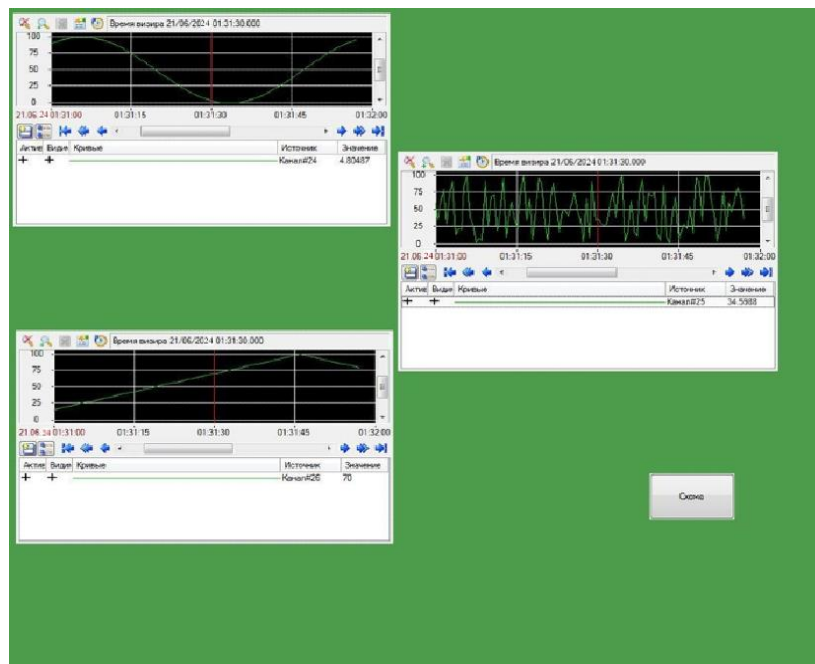 Время визира 21/06/2024 01:31:30.000
100
75
50
25
0
21.06.24 01:31:00 01:31:15 01:31:30 01:31:45 01:32:00
Актив Видим Кривые Источник Значение
Канал#24 4.80487
Время визира 21/06/2024 01:31:30.000
100
75
50
25
0
21.06.24 01:31:00 01:31:15 01:31:30 01:31:45 01:32:00
Актив Видим Кривые Источник Значение
Канал#25 34.5988
Время визира 21/06/2024 01:31:30.000
100
75
50
25
0
21.06.24 01:31:00 01:31:15 01:31:30 01:31:45 01:32:00
Актив Видим Кривые Источник Значение
Канал#26 70
Схема